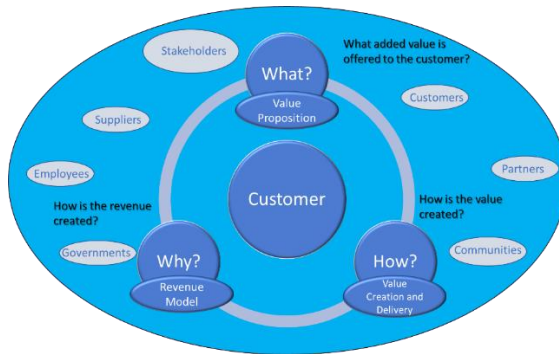 Stakeholders
What?
Value
Proposition
What added value is
offered to the customer?
Customers
Suppliers
Employees
Partners
Customer
How is the revenue
created?
How is the value
created?
Governments
Communities
Why?
Revenue
Model
How?
Value
Creation and
Delivery